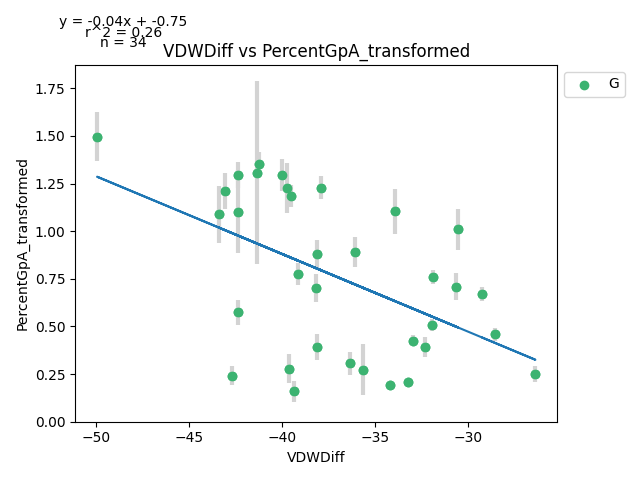 y = -0.04x + -0.75
r^2 = 0.26
n = 34
VDWDiff vs PercentGpA_transformed
G
PercentGpA_transformed
1.75
1.50
1.25
1.00
0.75
0.50
0.25
0.00
−50
−45
−40
−35
−30
VDWDiff